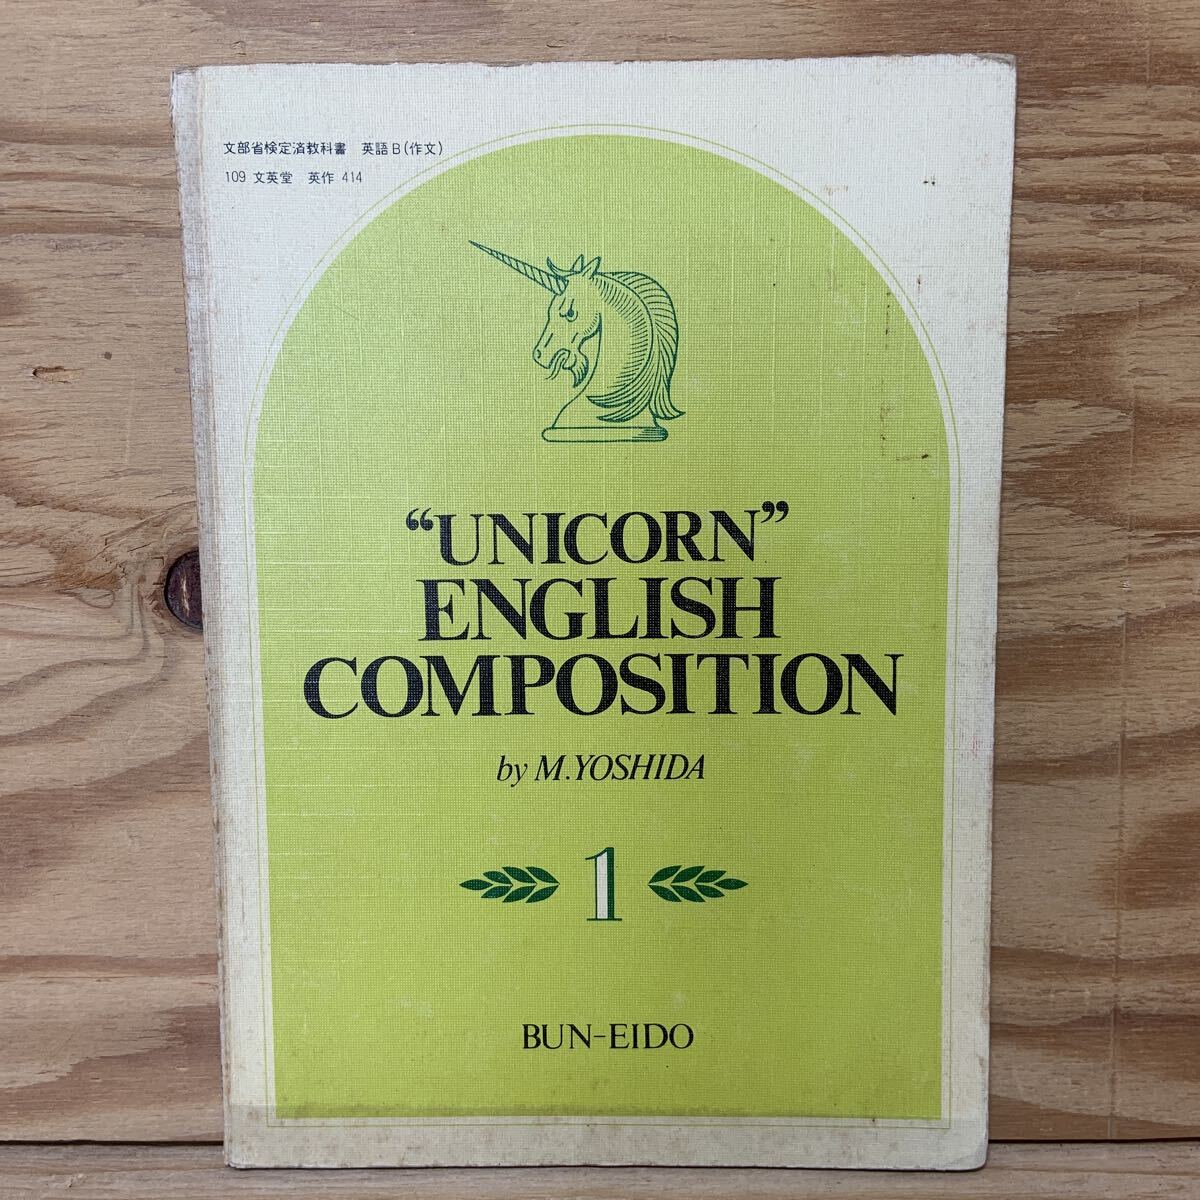 文部省検定済教科書 英語B(作文)
109 文英堂 英作 414
“UNICORN”
ENGLISH
COMPOSITION
by M.YOSHIDA
1
BUN-EIDO